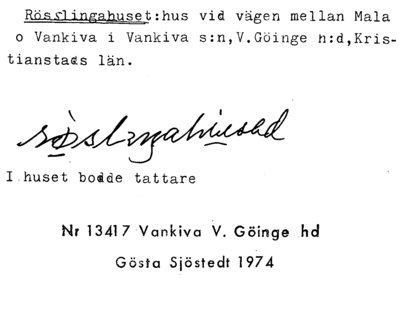 Rösslingahuset:hus vid vägen mellan Mala
o Vankiva i Vankiva s:n,V.Göinge h:d,Kris-
tianstads län.
I huset bodde tattare
Nr 13417 Vankiva V. Göinge hd
Gösta Sjöstedt 1974